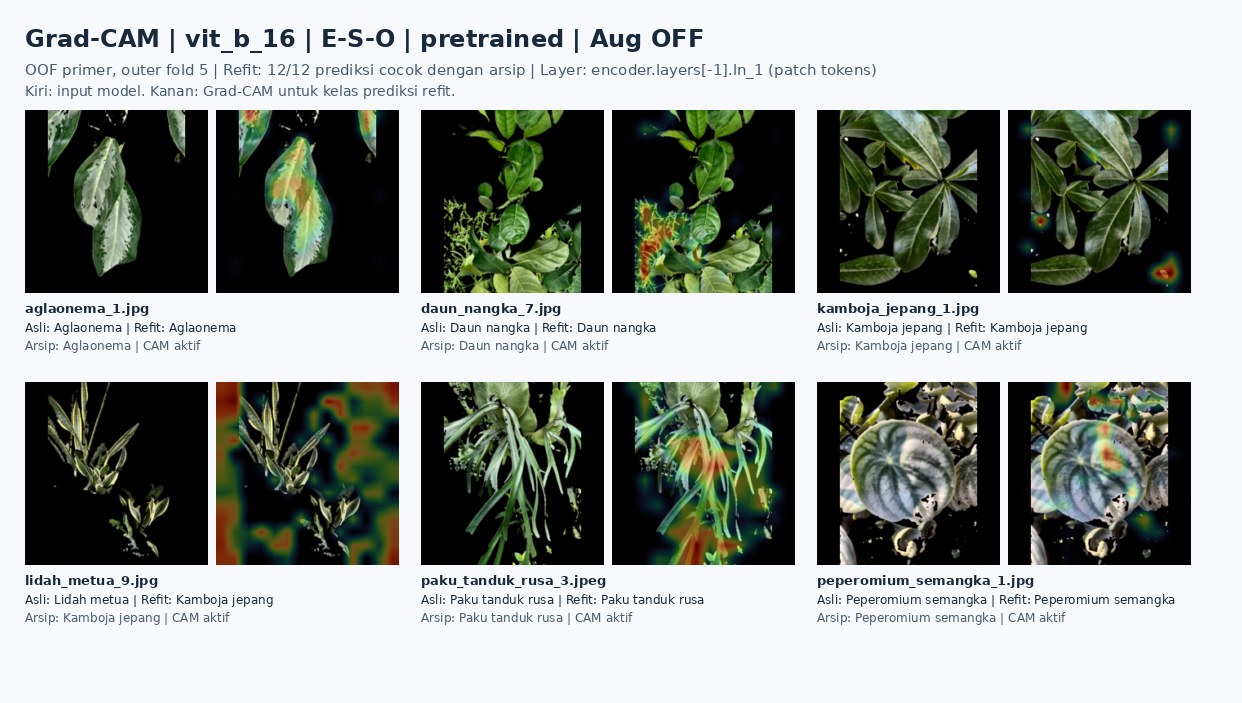 Grad-CAM | vit_b_16 | E-S-O | pretrained | Aug OFF
OOF primer, outer fold 5 | Refit: 12/12 prediksi cocok dengan arsip | Layer: encoder.layers[-1].ln_1 (patch tokens)
Kiri: input model. Kanan: Grad-CAM untuk kelas prediksi refit.
aglaonema_1.jpg
Asli: Aglaonema | Refit: Aglaonema
Arsip: Aglaonema | CAM aktif
daun_nangka_7.jpg
Asli: Daun nangka | Refit: Daun nangka
Arsip: Daun nangka | CAM aktif
kamboja_jepang_1.jpg
Asli: Kamboja jepang | Refit: Kamboja jepang
Arsip: Kamboja jepang | CAM aktif
lidah_metua_9.jpg
Asli: Lidah metua | Refit: Kamboja jepang
Arsip: Kamboja jepang | CAM aktif
paku_tanduk_rusa_3.jpeg
Asli: Paku tanduk rusa | Refit: Paku tanduk rusa
Arsip: Paku tanduk rusa | CAM aktif
peperomium_semangka_1.jpg
Asli: Peperomium semangka | Refit: Peperomium semangka
Arsip: Peperomium semangka | CAM aktif